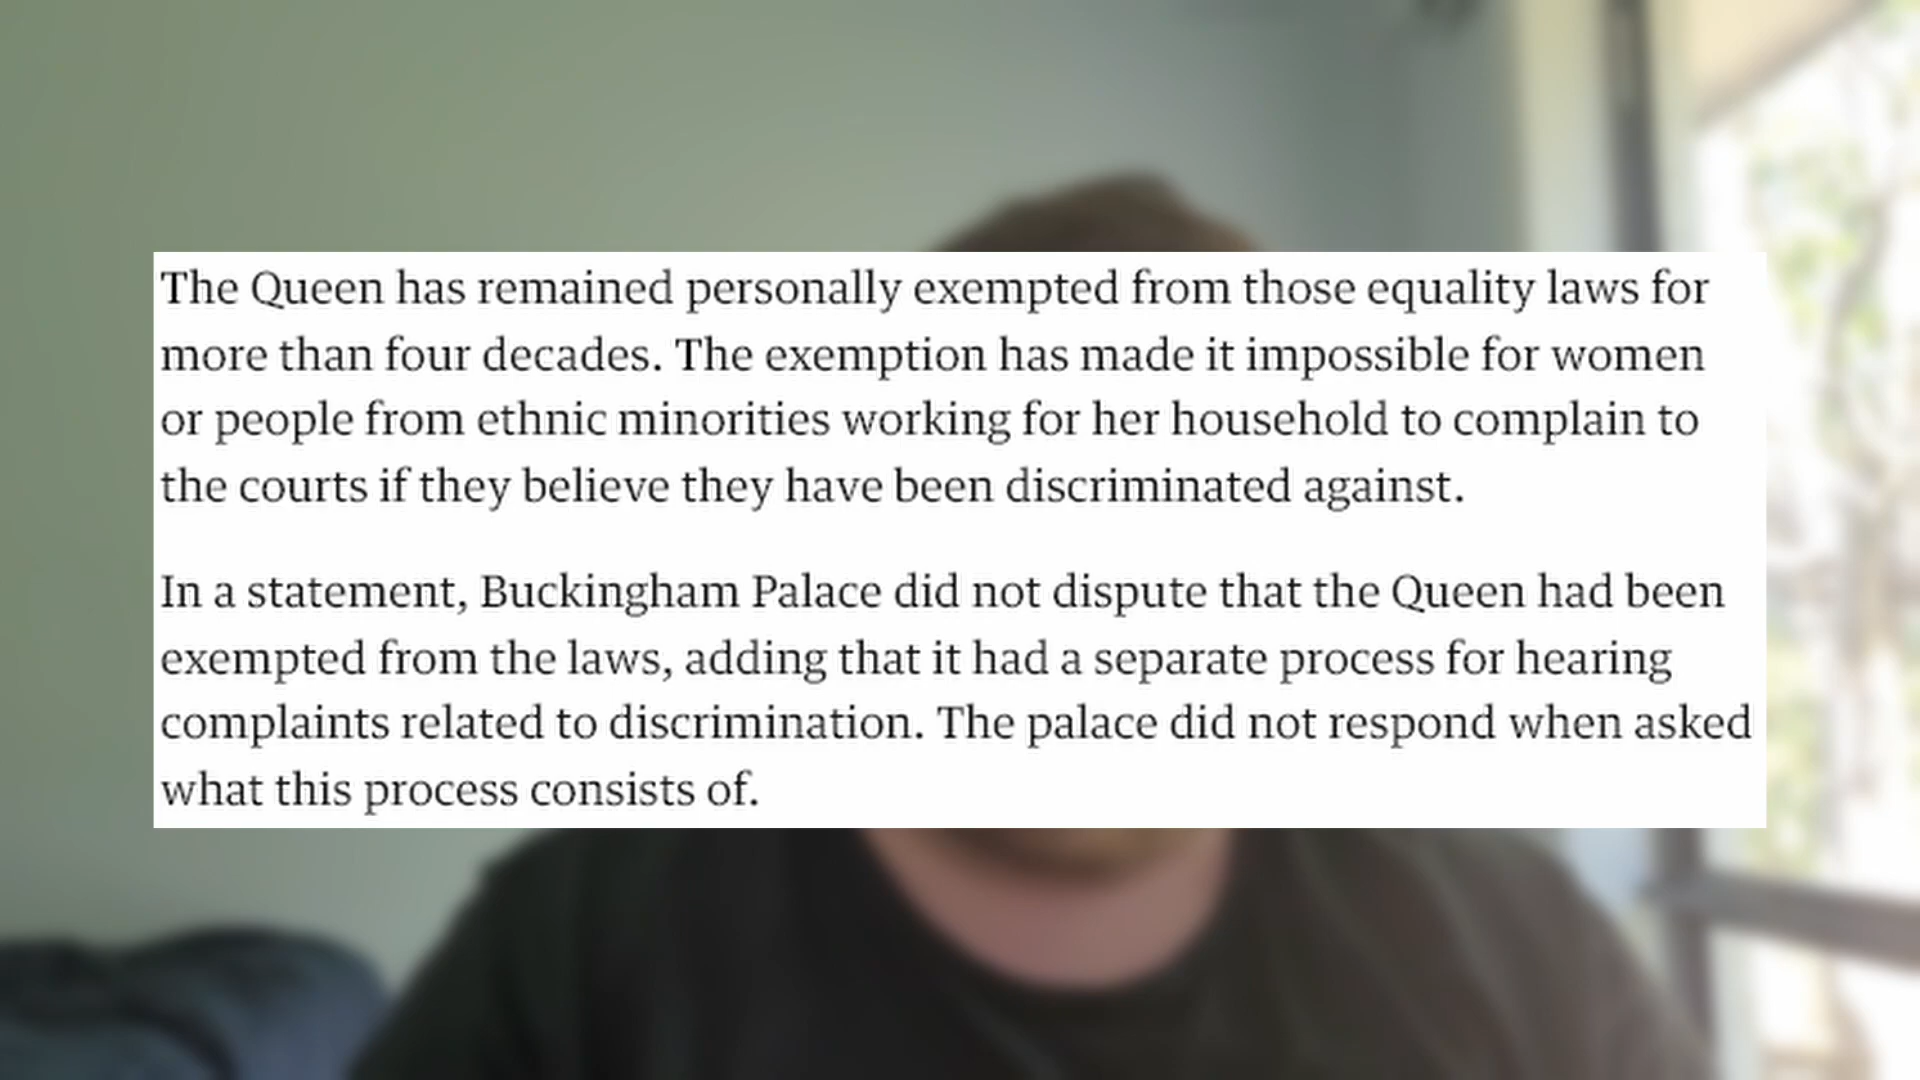 The Queen has remained personally exempted from those equality laws for
more than four decades. The exemption has made it impossible for women
or people from ethnic minorities working for her household to complain to
the courts if they believe they have been discriminated against.
In a statement, Buckingham Palace did not dispute that the Queen had been
exempted from the laws, adding that it had a separate process for hearing
complaints related to discrimination. The palace did not respond when asked
what this process consists of.